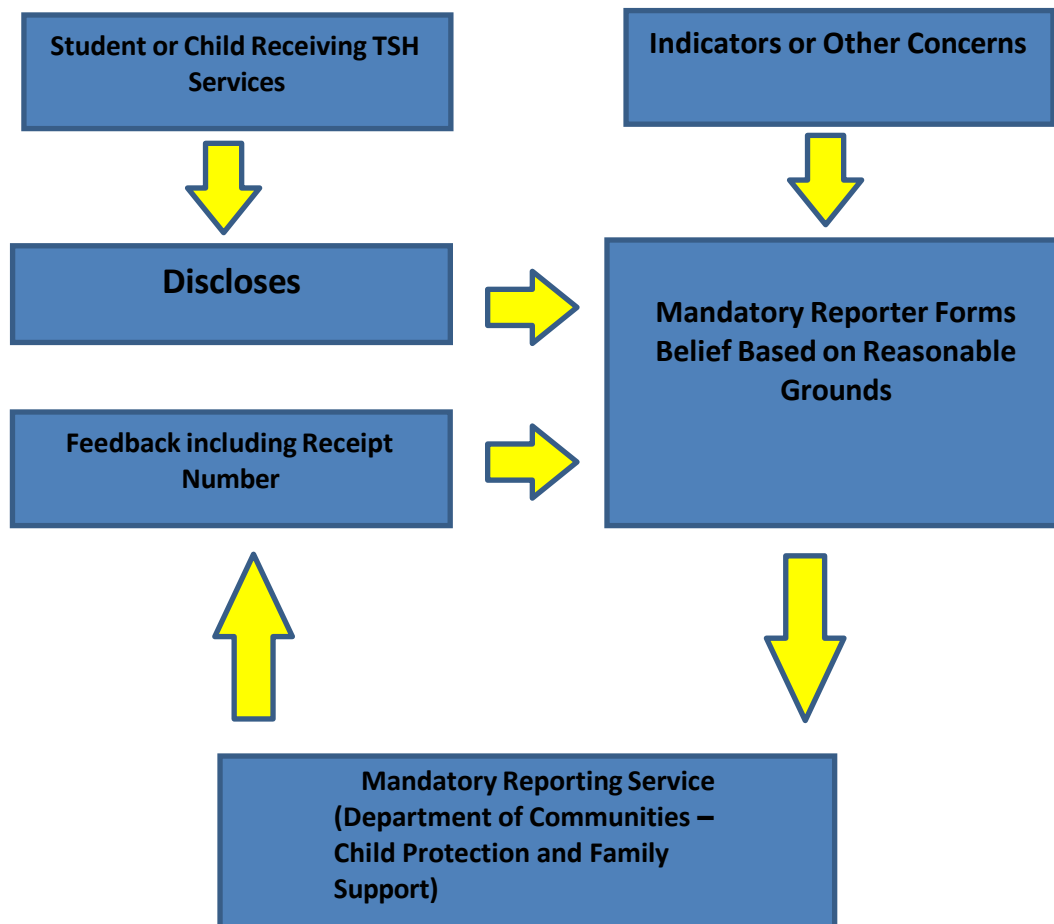 Student or Child Receiving TSH
Services
Indicators or Other Concerns
Discloses
Mandatory Reporter Forms
Belief Based on Reasonable
Grounds
Feedback including Receipt
Number
Mandatory Reporting Service
(Department of Communities –
Child Protection and Family
Support)